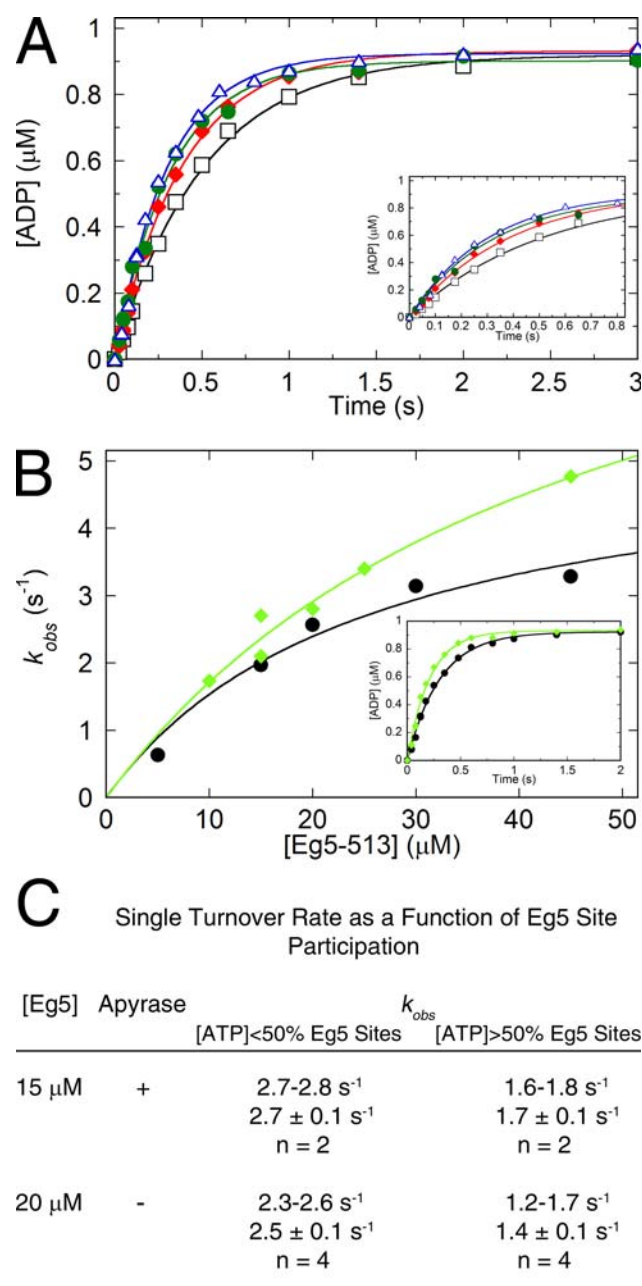 A
[ADP] (μM)
1
0.8
0.6
0.4
0.2
0
0 0.5 1 1.5 2 2.5 3
Time (s)
[ADP] (μM)
1
0.8
0.6
0.4
0.2
0
0 0.1 0.2 0.3 0.4 0.5 0.6 0.7 0.8
Time (s)
B
k_obs (s⁻¹)
5
4
3
2
1
0
0 10 20 30 40 50
[Eg5-513] (μM)
[ADP] (μM)
1
0.8
0.6
0.4
0.2
0
0 0.5 1 1.5 2
Time (s)
C
Single Turnover Rate as a Function of Eg5 Site
Participation
[Eg5] Apyrase k_obs
[ATP]<50% Eg5 Sites [ATP]>50% Eg5 Sites
15 μM + 2.7-2.8 s⁻¹ 1.6-1.8 s⁻¹
2.7 ± 0.1 s⁻¹ 1.7 ± 0.1 s⁻¹
n = 2 n = 2
20 μM - 2.3-2.6 s⁻¹ 1.2-1.7 s⁻¹
2.5 ± 0.1 s⁻¹ 1.4 ± 0.1 s⁻¹
n = 4 n = 4